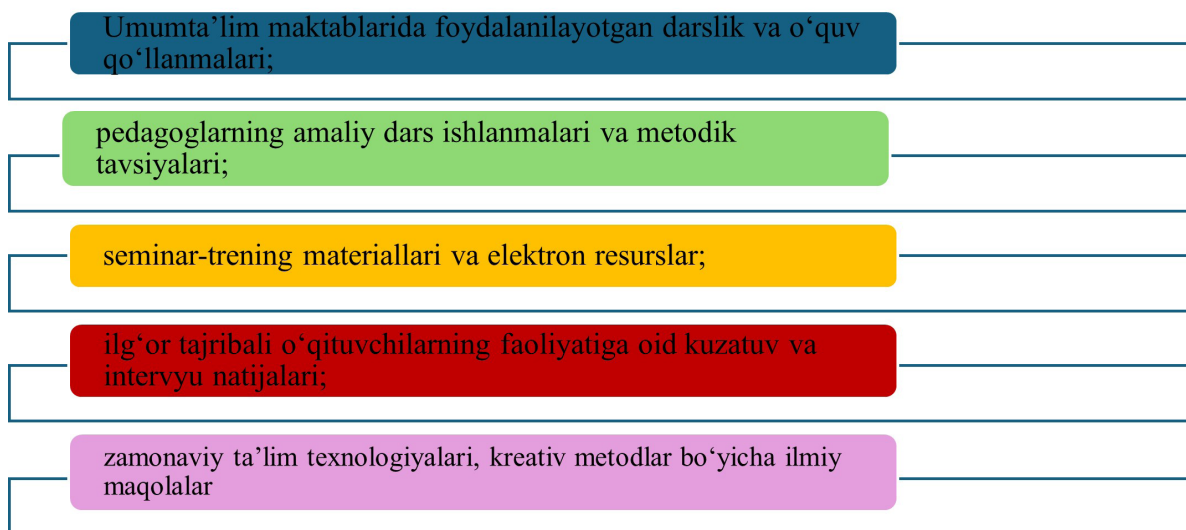 Umumta’lim maktablarida foydalanilayotgan darslik va o‘quv
qo‘llanmalari;
pedagoglarning amaliy dars ishlanmalari va metodik
tavsiyalari;
seminar-trening materiallari va elektron resurslar;
ilg‘or tajribali o‘qituvchilarning faoliyatiga oid kuzatuv va
intervyu natijalari;
zamonaviy ta’lim texnologiyalari, kreativ metodlar bo‘yicha ilmiy
maqolalar